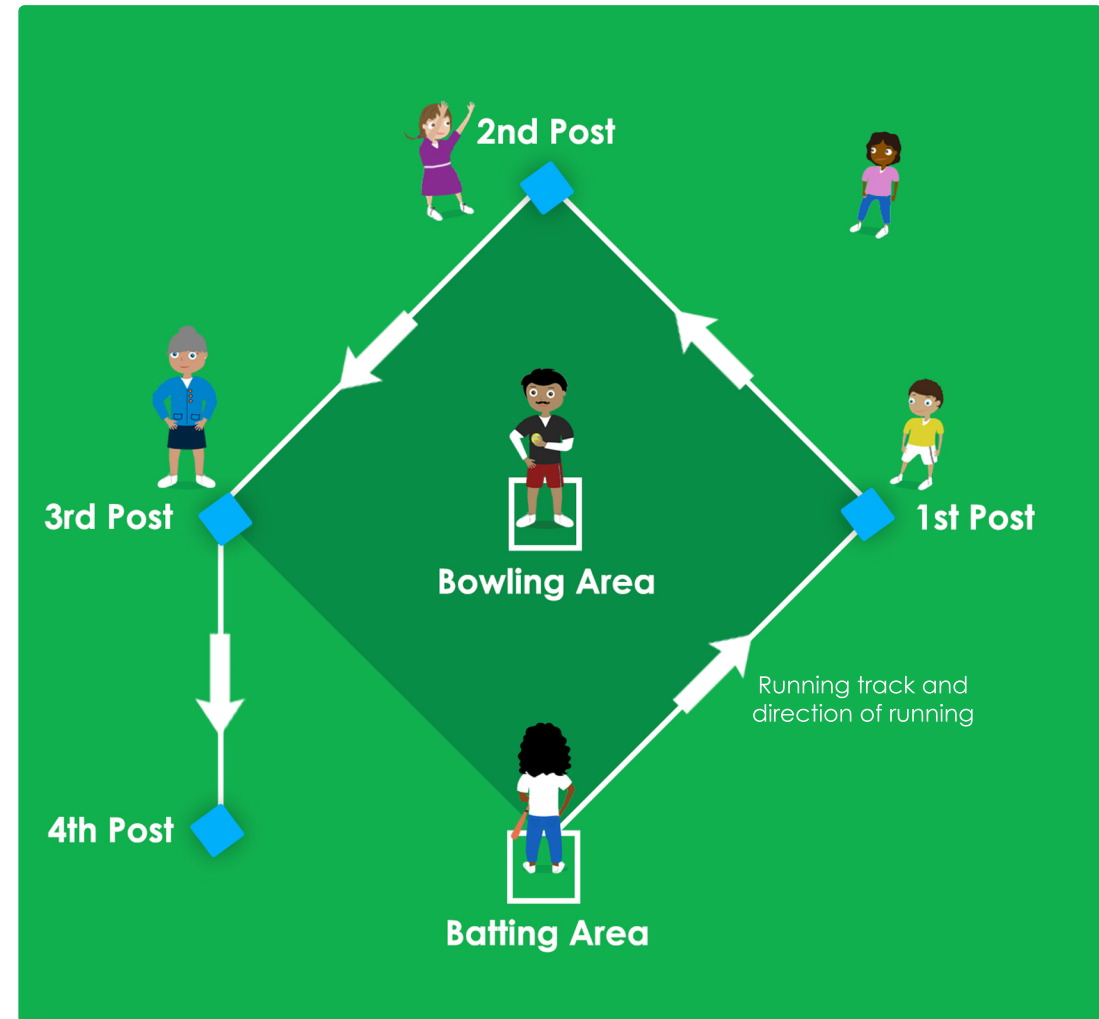 2nd Post
3rd Post
1st Post
Bowling Area
Running track and
direction of running
4th Post
Batting Area